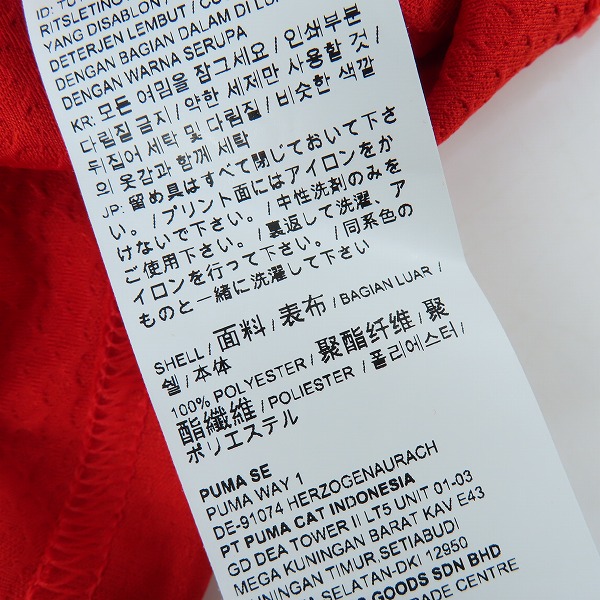 RITSLETING
YANG DISABLON /
DETERJEN LEMBUT / CUCI
DENGAN BAGIAN DALAM DI LUAR
DENGAN WARNA SERUPA
KR: 모든 여밈을 잠그세요 / 인쇄부분
다림질 금지 / 약한 세제만 사용할 것 /
뒤집어 세탁 및 다림질 / 비슷한 색깔
의 옷감과 함께 세탁
JP: 留め具はすべて閉じておいて下さ
い。/ プリント面にはアイロンをか
けないで下さい。/ 中性洗剤のみを
ご使用下さい。/ 裏返して洗濯、ア
イロンを行って下さい。/ 同系色の
ものと一緒に洗濯して下さい
SHELL / 面料 / 表布 / BAGIAN LUAR /
쉘 / 本体
100% POLYESTER / 聚酯纤维 / 聚
酯纖維 / POLIESTER / 폴리에스터 /
ポリエステル
PUMA SE
PUMA WAY 1
DE-91074 HERZOGENAURACH
PT PUMA CAT INDONESIA
GD DEA TOWER II LT5 UNIT 01-03
MEGA KUNINGAN BARAT KAV E43
KUNINGAN TIMUR SETIABUDI
SELATAN-DKI 12950
GOODS SDN BHD
TRADE CENTRE